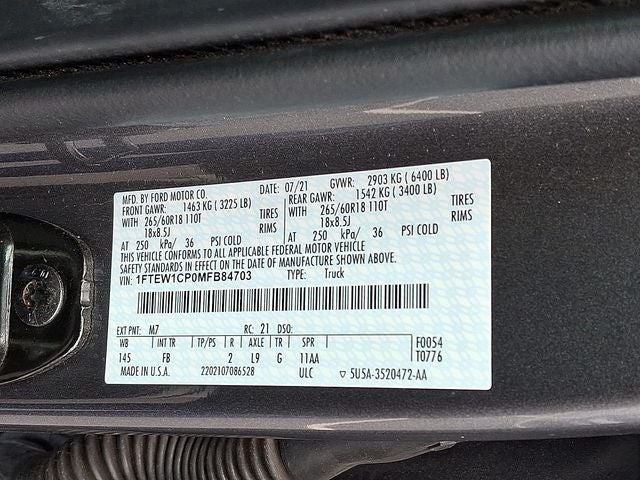 MFD. BY FORD MOTOR CO.
DATE: 07/21 GVWR: 2903 KG (6400 LB)
FRONT GAWR: 1463 KG (3225 LB) REAR GAWR: 1542 KG (3400 LB)
WITH 265/60R18 110T TIRES WITH 265/60R18 110T TIRES
18x8.5J RIMS 18x8.5J RIMS
AT 250 kPa/ 36 PSI COLD AT 250 kPa/ 36 PSI COLD
THIS VEHICLE CONFORMS TO ALL APPLICABLE FEDERAL MOTOR VEHICLE
SAFETY STANDARDS IN EFFECT ON THE DATE OF MANUFACTURE SHOWN ABOVE.
VIN: 1FTEW1CP0MFB84703 TYPE: Truck
EXT PNT: M7 RC: 21 DSO:
WB INT TR TP/PS R AXLE TR SPR F0054
145 FB 2 L9 G 11AA T0776
MADE IN U.S.A. 2202107086528 ULC ▽ 5U5A-3520472-AA